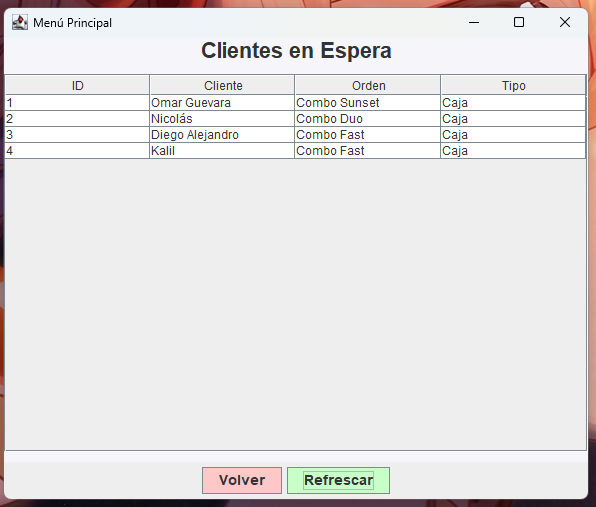 Menú Principal
Clientes en Espera
ID Cliente Orden Tipo
1 Omar Guevara Combo Sunset Caja
2 Nicolás Combo Duo Caja
3 Diego Alejandro Combo Fast Caja
4 Kalil Combo Fast Caja
Volver Refrescar